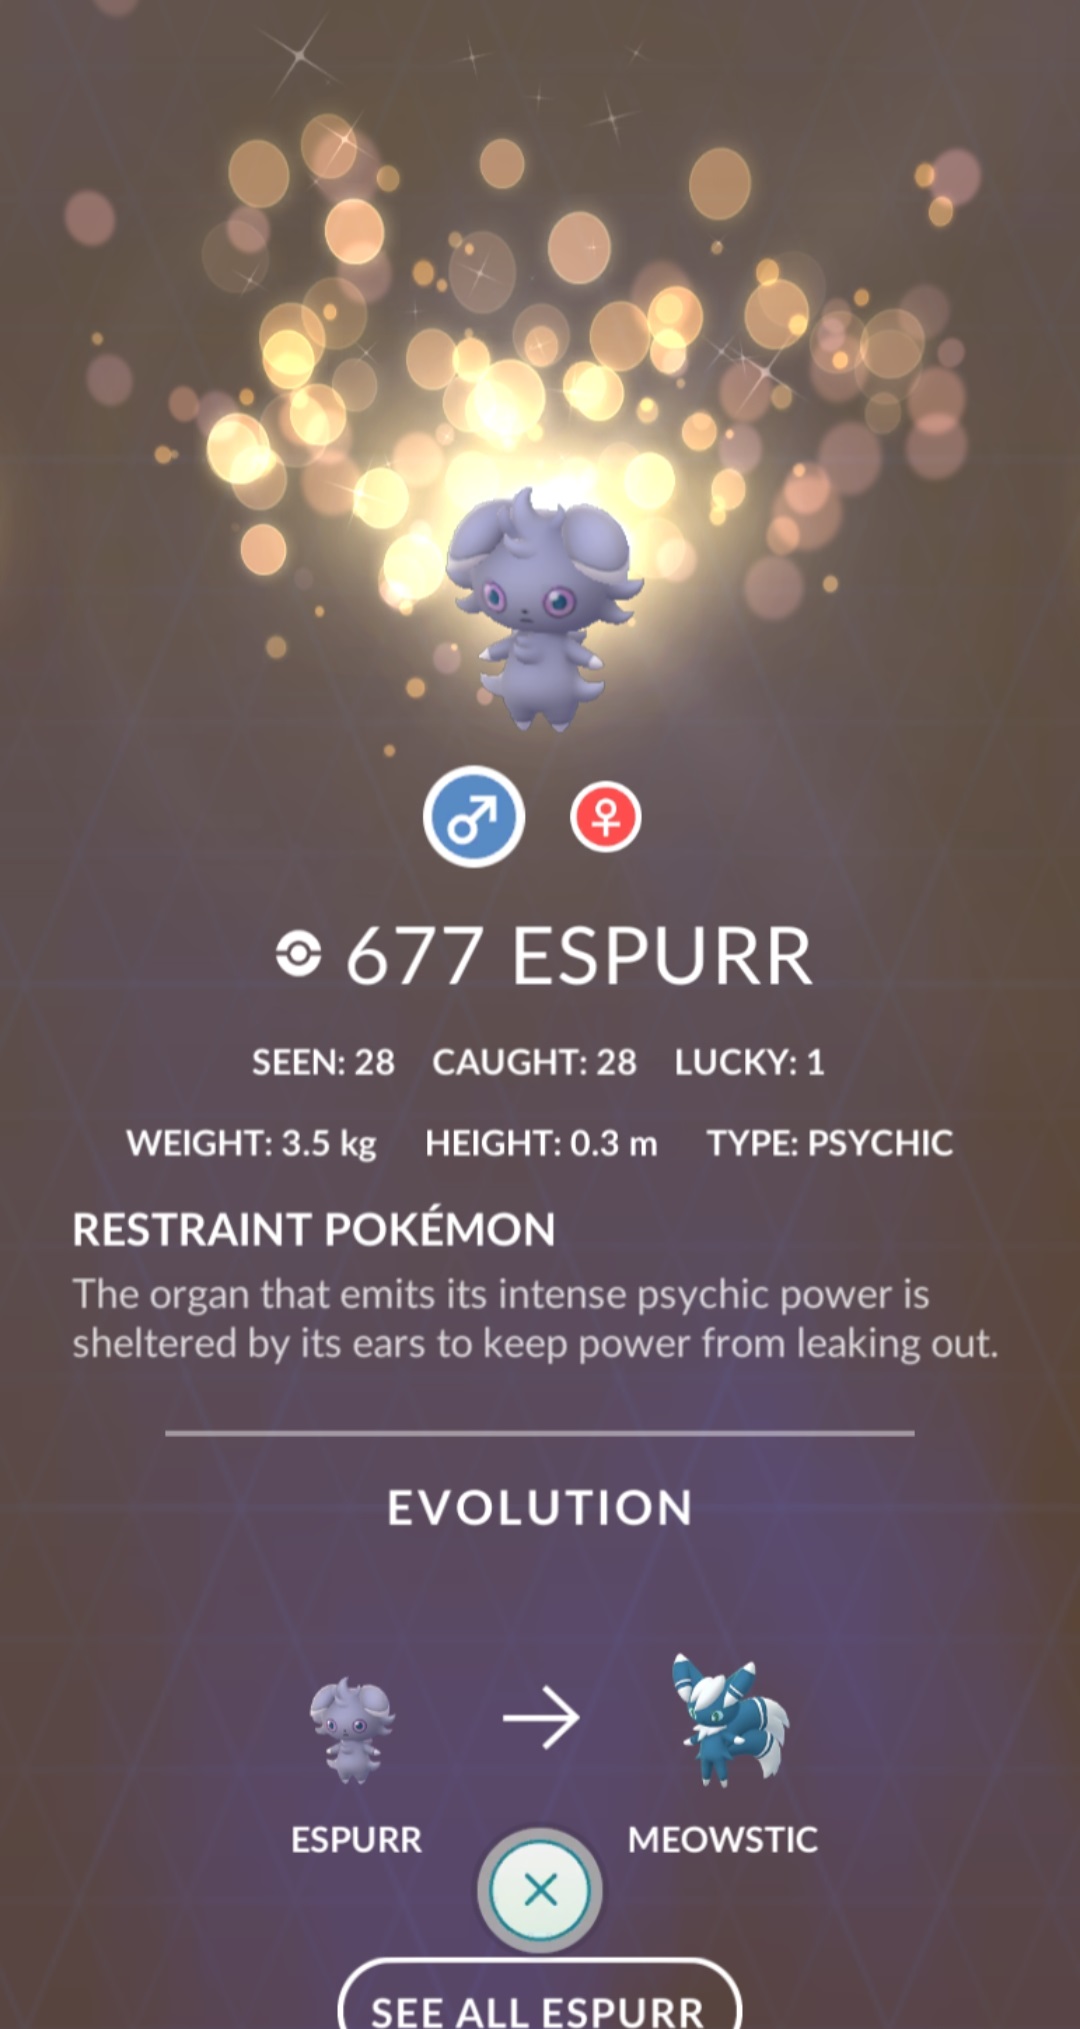 677 ESPURR
SEEN: 28 CAUGHT: 28 LUCKY: 1
WEIGHT: 3.5 kg HEIGHT: 0.3 m TYPE: PSYCHIC
RESTRAINT POKÉMON
The organ that emits its intense psychic power is
sheltered by its ears to keep power from leaking out.
EVOLUTION
ESPURR MEOWSTIC
SEE ALL ESPURR